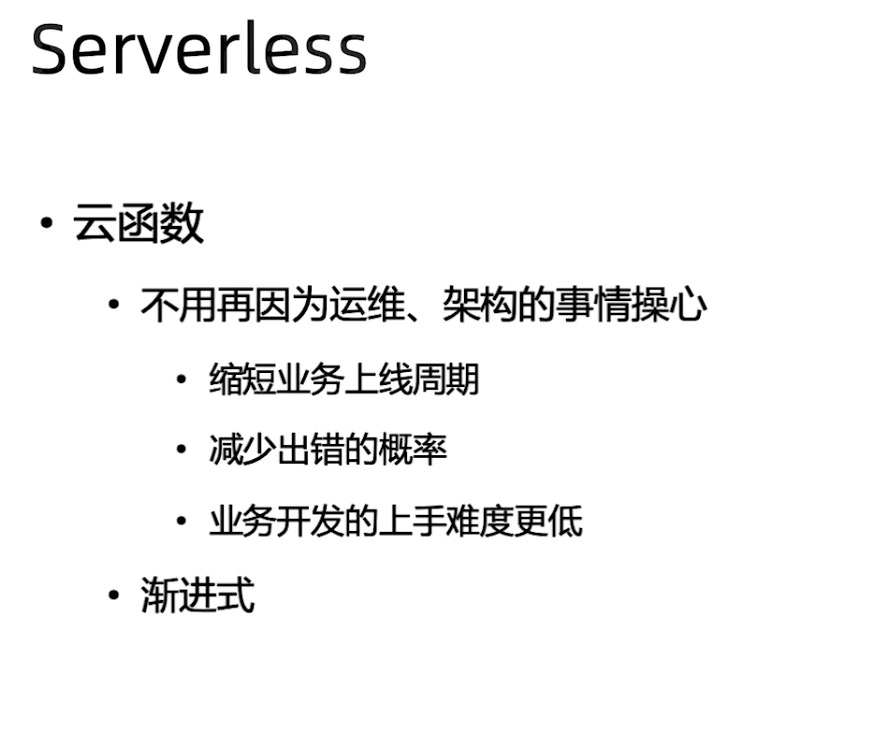 Serverless
• 云函数
• 不用再因为运维、架构的事情操心
• 缩短业务上线周期
• 减少出错的概率
• 业务开发的上手难度更低
• 渐进式